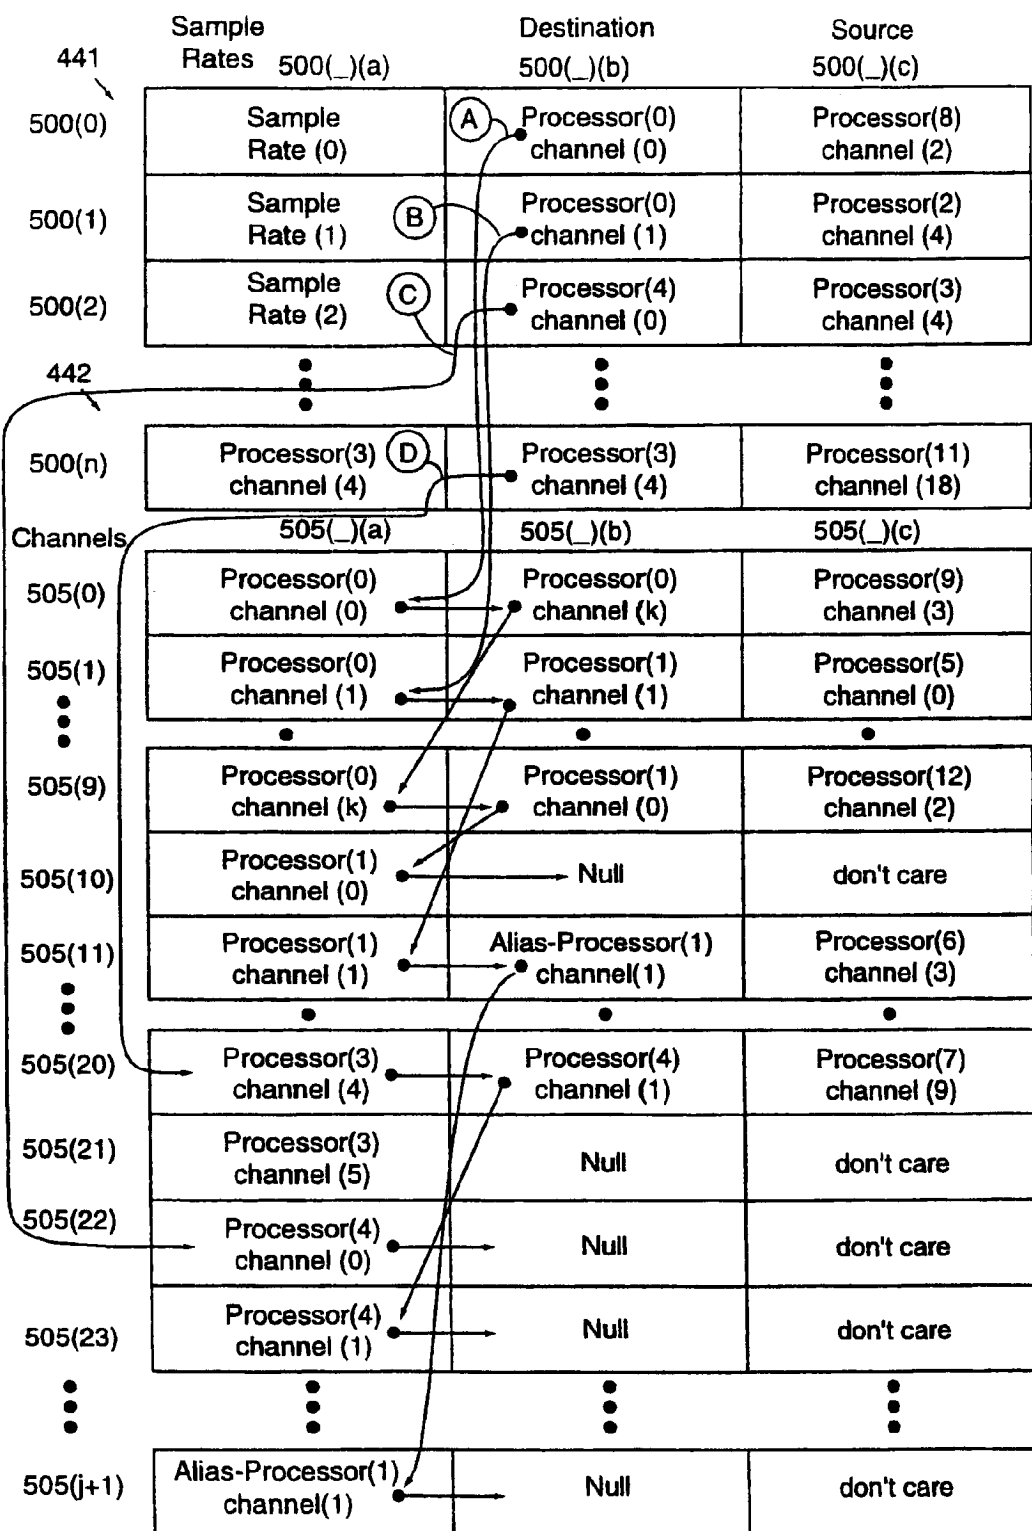 Sample
Rates
Destination
Source
441
500(_)(a)
500(_)(b)
500(_)(c)
500(0)
Sample
Rate (0)
A
Processor(0)
channel (0)
Processor(8)
channel (2)
500(1)
Sample
Rate (1)
B
Processor(0)
channel (1)
Processor(2)
channel (4)
500(2)
Sample
Rate (2)
C
Processor(4)
channel (0)
Processor(3)
channel (4)
442
500(n)
Processor(3)
channel (4)
D
Processor(3)
channel (4)
Processor(11)
channel (18)
Channels
505(_)(a)
505(_)(b)
505(_)(c)
505(0)
Processor(0)
channel (0)
Processor(0)
channel (k)
Processor(9)
channel (3)
505(1)
Processor(0)
channel (1)
Processor(1)
channel (1)
Processor(5)
channel (0)
505(9)
Processor(0)
channel (k)
Processor(1)
channel (0)
Processor(12)
channel (2)
505(10)
Processor(1)
channel (0)
Null
don't care
505(11)
Processor(1)
channel (1)
Alias-Processor(1)
channel(1)
Processor(6)
channel (3)
505(20)
Processor(3)
channel (4)
Processor(4)
channel (1)
Processor(7)
channel (9)
505(21)
Processor(3)
channel (5)
Null
don't care
505(22)
Processor(4)
channel (0)
Null
don't care
505(23)
Processor(4)
channel (1)
Null
don't care
505(j+1)
Alias-Processor(1)
channel(1)
Null
don't care